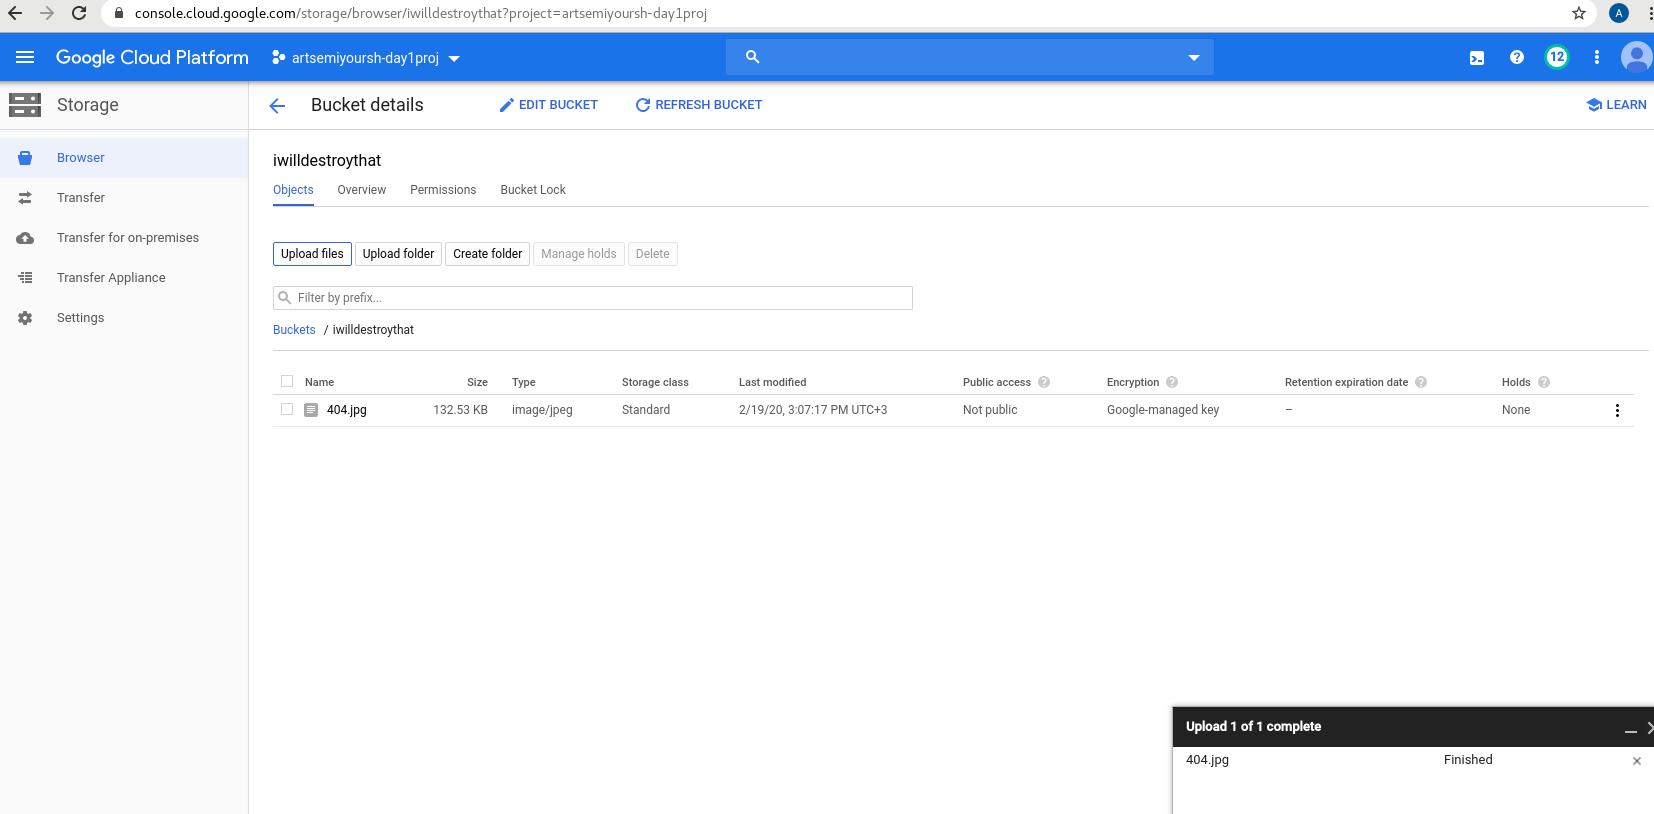 console.cloud.google.com/storage/browser/iwilldestroythat?project=artsemiyoursh-day1proj
A
Google Cloud Platform
artsemiyoursh-day1proj
12
Storage
Bucket details
EDIT BUCKET
REFRESH BUCKET
LEARN
Browser
Transfer
Transfer for on-premises
Transfer Appliance
Settings
iwilldestroythat
Objects Overview Permissions Bucket Lock
Upload files Upload folder Create folder Manage holds Delete
Filter by prefix...
Buckets / iwilldestroythat
Name Size Type Storage class Last modified Public access Encryption Retention expiration date Holds
404.jpg 132.53 KB image/jpeg Standard 2/19/20, 3:07:17 PM UTC+3 Not public Google-managed key – None
Upload 1 of 1 complete
404.jpg Finished